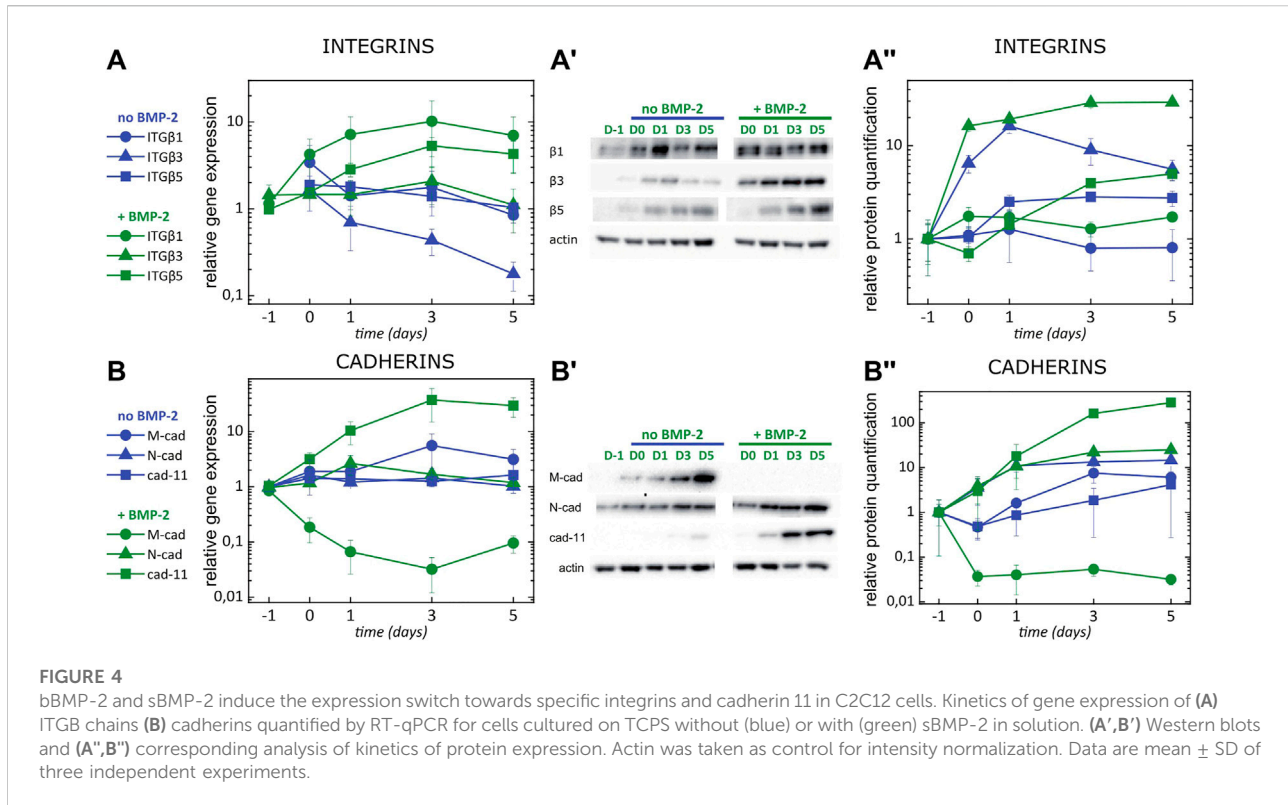 A
INTEGRINS
no BMP-2
ITGβ1
ITGβ3
ITGβ5
+ BMP-2
ITGβ1
ITGβ3
ITGβ5
relative gene expression
10
1
0,1
-1 0 1 3 5
time (days)
A'
no BMP-2 + BMP-2
D-1 D0 D1 D3 D5 D0 D1 D3 D5
β1
β3
β5
actin
A"
INTEGRINS
relative protein quantification
10
1
-1 0 1 3 5
time (days)
B
CADHERINS
no BMP-2
M-cad
N-cad
cad-11
+ BMP-2
M-cad
N-cad
cad-11
relative gene expression
10
1
0,1
0,01
-1 0 1 3 5
time (days)
B'
no BMP-2 + BMP-2
D-1 D0 D1 D3 D5 D0 D1 D3 D5
M-cad
N-cad
cad-11
actin
B"
CADHERINS
relative protein quantification
100
10
1
0,1
0,01
-1 0 1 3 5
time (days)
FIGURE 4
bBMP-2 and sBMP-2 induce the expression switch towards specific integrins and cadherin 11 in C2C12 cells. Kinetics of gene expression of (A)
ITGB chains (B) cadherins quantified by RT-qPCR for cells cultured on TCPS without (blue) or with (green) sBMP-2 in solution. (A′,B′) Western blots
and (A",B") corresponding analysis of kinetics of protein expression. Actin was taken as control for intensity normalization. Data are mean ± SD of
three independent experiments.